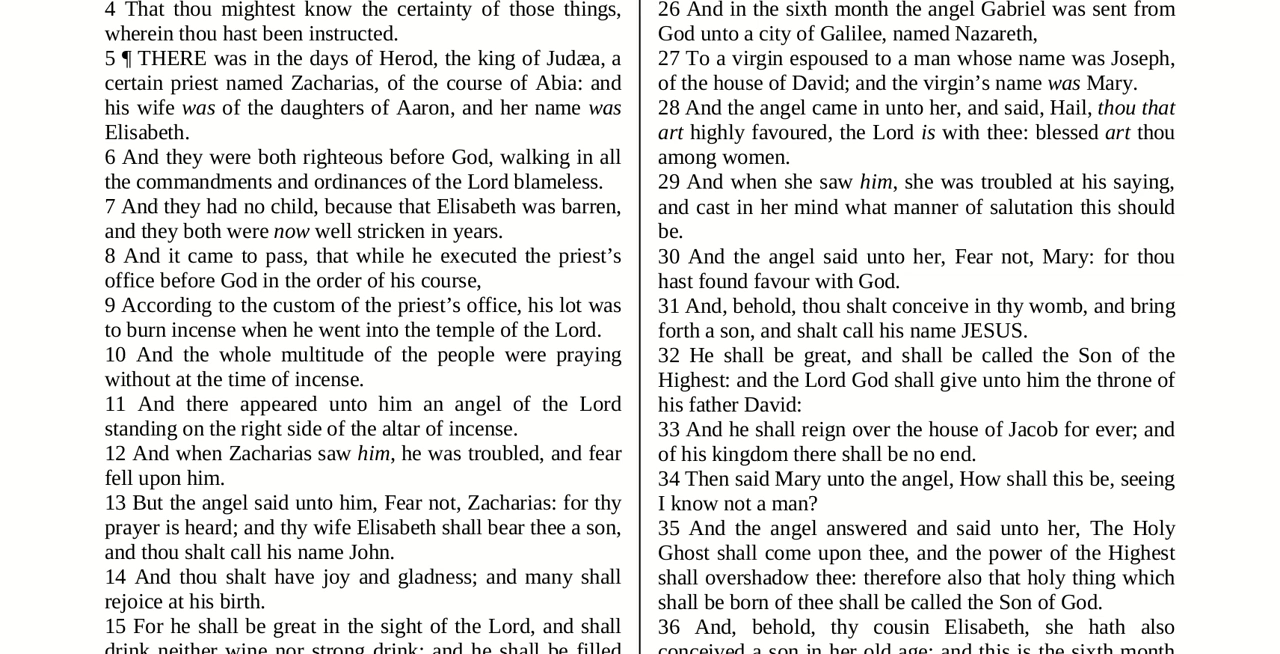 4 That thou mightest know the certainty of those things,
wherein thou hast been instructed.
5 ¶ THERE was in the days of Herod, the king of Judæa, a
certain priest named Zacharias, of the course of Abia: and
his wife was of the daughters of Aaron, and her name was
Elisabeth.
6 And they were both righteous before God, walking in all
the commandments and ordinances of the Lord blameless.
7 And they had no child, because that Elisabeth was barren,
and they both were now well stricken in years.
8 And it came to pass, that while he executed the priest’s
office before God in the order of his course,
9 According to the custom of the priest’s office, his lot was
to burn incense when he went into the temple of the Lord.
10 And the whole multitude of the people were praying
without at the time of incense.
11 And there appeared unto him an angel of the Lord
standing on the right side of the altar of incense.
12 And when Zacharias saw him, he was troubled, and fear
fell upon him.
13 But the angel said unto him, Fear not, Zacharias: for thy
prayer is heard; and thy wife Elisabeth shall bear thee a son,
and thou shalt call his name John.
14 And thou shalt have joy and gladness; and many shall
rejoice at his birth.
15 For he shall be great in the sight of the Lord, and shall
drink neither wine nor strong drink; and he shall be filled
26 And in the sixth month the angel Gabriel was sent from
God unto a city of Galilee, named Nazareth,
27 To a virgin espoused to a man whose name was Joseph,
of the house of David; and the virgin’s name was Mary.
28 And the angel came in unto her, and said, Hail, thou that
art highly favoured, the Lord is with thee: blessed art thou
among women.
29 And when she saw him, she was troubled at his saying,
and cast in her mind what manner of salutation this should
be.
30 And the angel said unto her, Fear not, Mary: for thou
hast found favour with God.
31 And, behold, thou shalt conceive in thy womb, and bring
forth a son, and shalt call his name JESUS.
32 He shall be great, and shall be called the Son of the
Highest: and the Lord God shall give unto him the throne of
his father David:
33 And he shall reign over the house of Jacob for ever; and
of his kingdom there shall be no end.
34 Then said Mary unto the angel, How shall this be, seeing
I know not a man?
35 And the angel answered and said unto her, The Holy
Ghost shall come upon thee, and the power of the Highest
shall overshadow thee: therefore also that holy thing which
shall be born of thee shall be called the Son of God.
36 And, behold, thy cousin Elisabeth, she hath also
conceived a son in her old age: and this is the sixth month